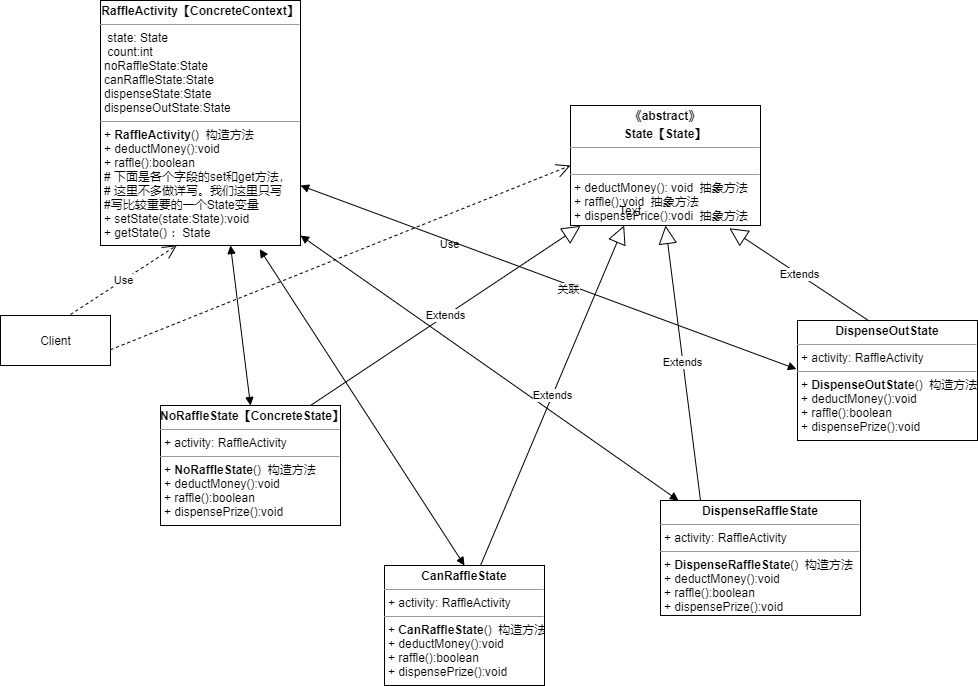 RaffleActivity【ConcreteContext】
state: State
count:int
noRaffleState:State
canRaffleState:State
dispenseState:State
dispenseOutState:State
+ RaffleActivity() 构造方法
+ deductMoney():void
+ raffle():boolean
# 下面是各个字段的set和get方法，
# 这里不多做详写。我们这里只写
#写比较重要的一个State变量
+ setState(state:State):void
+ getState() ：State
《abstract》
State【State】
+ deductMoney(): void 抽象方法
+ raffle():void 抽象方法
+ dispensePrice():vodi 抽象方法
Text
Use
Use
Extends
关联
Client
Extends
DispenseOutState
+ activity: RaffleActivity
+ DispenseOutState() 构造方法
+ deductMoney():void
+ raffle():boolean
+ dispensePrize():void
Extends
Extends
NoRaffleState【ConcreteState】
+ activity: RaffleActivity
+ NoRaffleState() 构造方法
+ deductMoney():void
+ raffle():boolean
+ dispensePrize():void
DispenseRaffleState
+ activity: RaffleActivity
+ DispenseRaffleState() 构造方法
+ deductMoney():void
+ raffle():boolean
+ dispensePrize():void
CanRaffleState
+ activity: RaffleActivity
+ CanRaffleState() 构造方法
+ deductMoney():void
+ raffle():boolean
+ dispensePrize():void